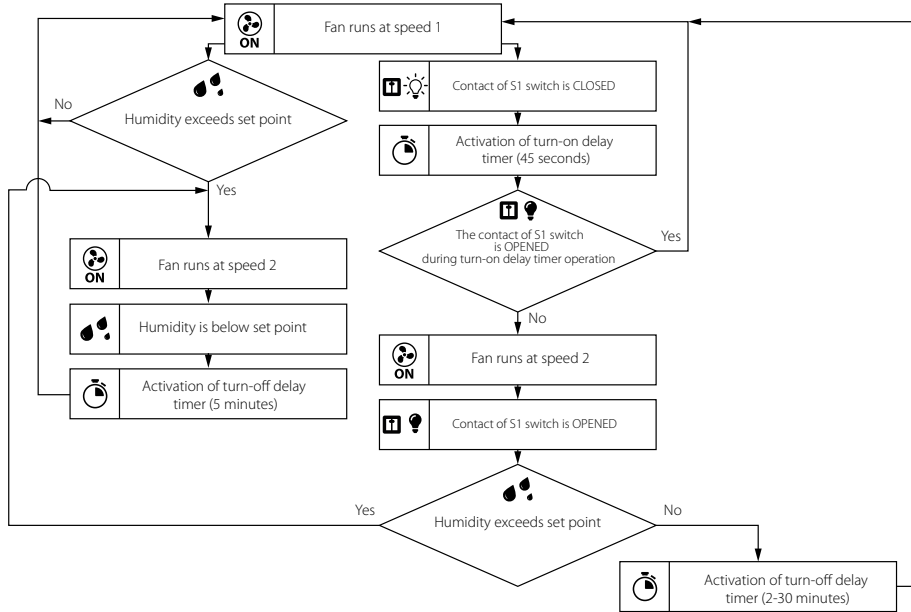 ON
Fan runs at speed 1
Contact of S1 switch is CLOSED
No
Humidity exceeds set point
Activation of turn-on delay
timer (45 seconds)
Yes
The contact of S1 switch
is OPENED
during turn-on delay timer operation
Yes
ON
Fan runs at speed 2
No
Humidity is below set point
ON
Fan runs at speed 2
Activation of turn-off delay
timer (5 minutes)
Contact of S1 switch is OPENED
Yes
Humidity exceeds set point
No
Activation of turn-off delay
timer (2-30 minutes)